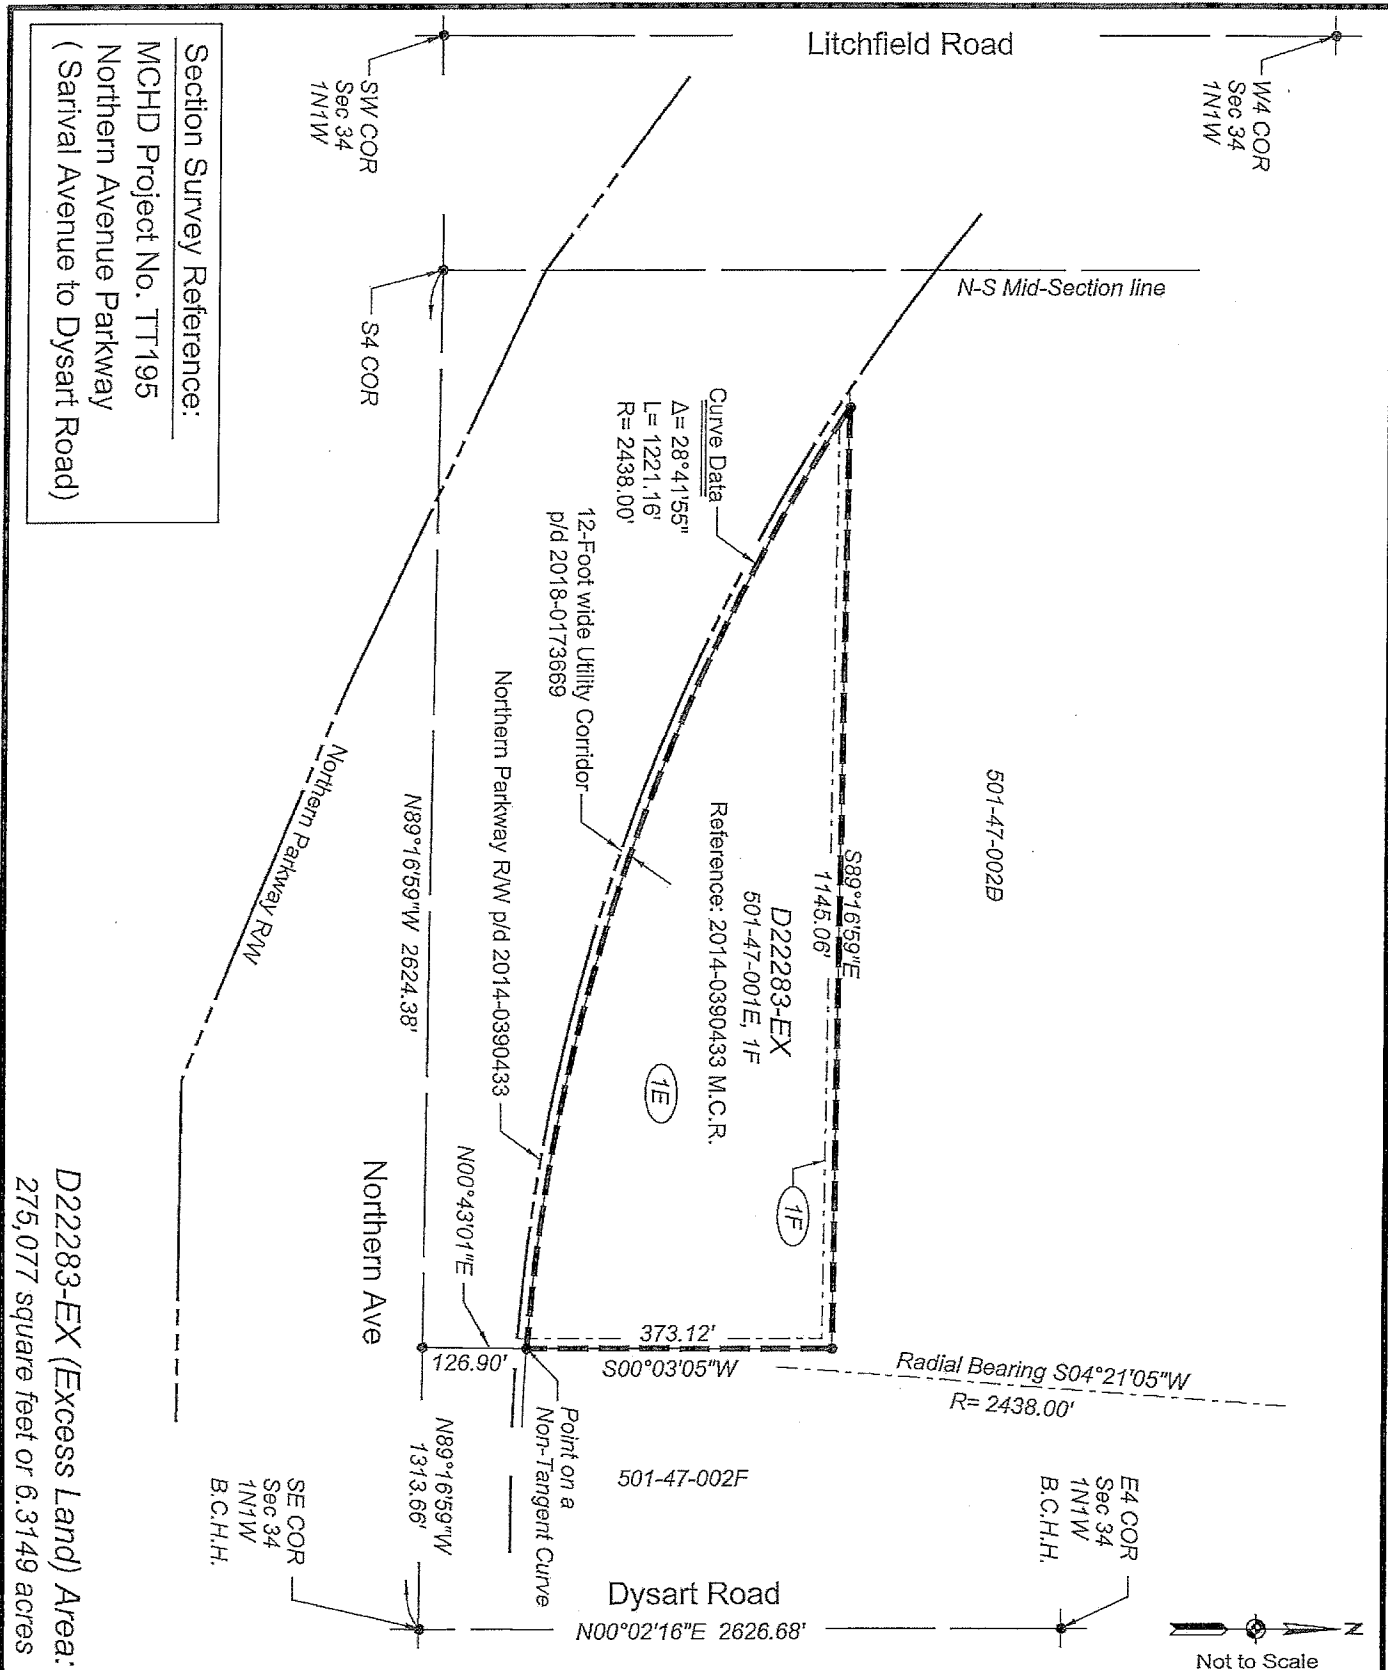 Litchfield Road
W4 COR
Sec 34
1N1W
SW COR
Sec 34
1N1W
S4 COR
N-S Mid-Section line
Section Survey Reference:
MCHD Project No. TT195
Northern Avenue Parkway
( Sarival Avenue to Dysart Road)
Curve Data
Δ= 28°41'55"
L= 1221.16'
R= 2438.00'
12-Foot wide Utility Corridor
p/d 2018-0173669
Northern Parkway R/W p/d 2014-0390433
Northern Parkway R/W
N89°16'59"W 2624.38'
501-47-002B
S89°16'59"E
1145.06'
D22283-EX
501-47-001E, 1F
Reference: 2014-0390433 M.C.R.
1E
1F
Northern Ave
N00°43'01"E
126.90'
373.12'
S00°03'05"W
Radial Bearing S04°21'05"W
R= 2438.00'
Point on a
Non-Tangent Curve
501-47-002F
N89°16'59"W
1313.66'
SE COR
Sec 34
1N1W
B.C.H.H.
E4 COR
Sec 34
1N1W
B.C.H.H.
Dysart Road
N00°02'16"E 2626.68'
N
Not to Scale
D22283-EX (Excess Land) Area:
275,077 square feet or 6.3149 acres